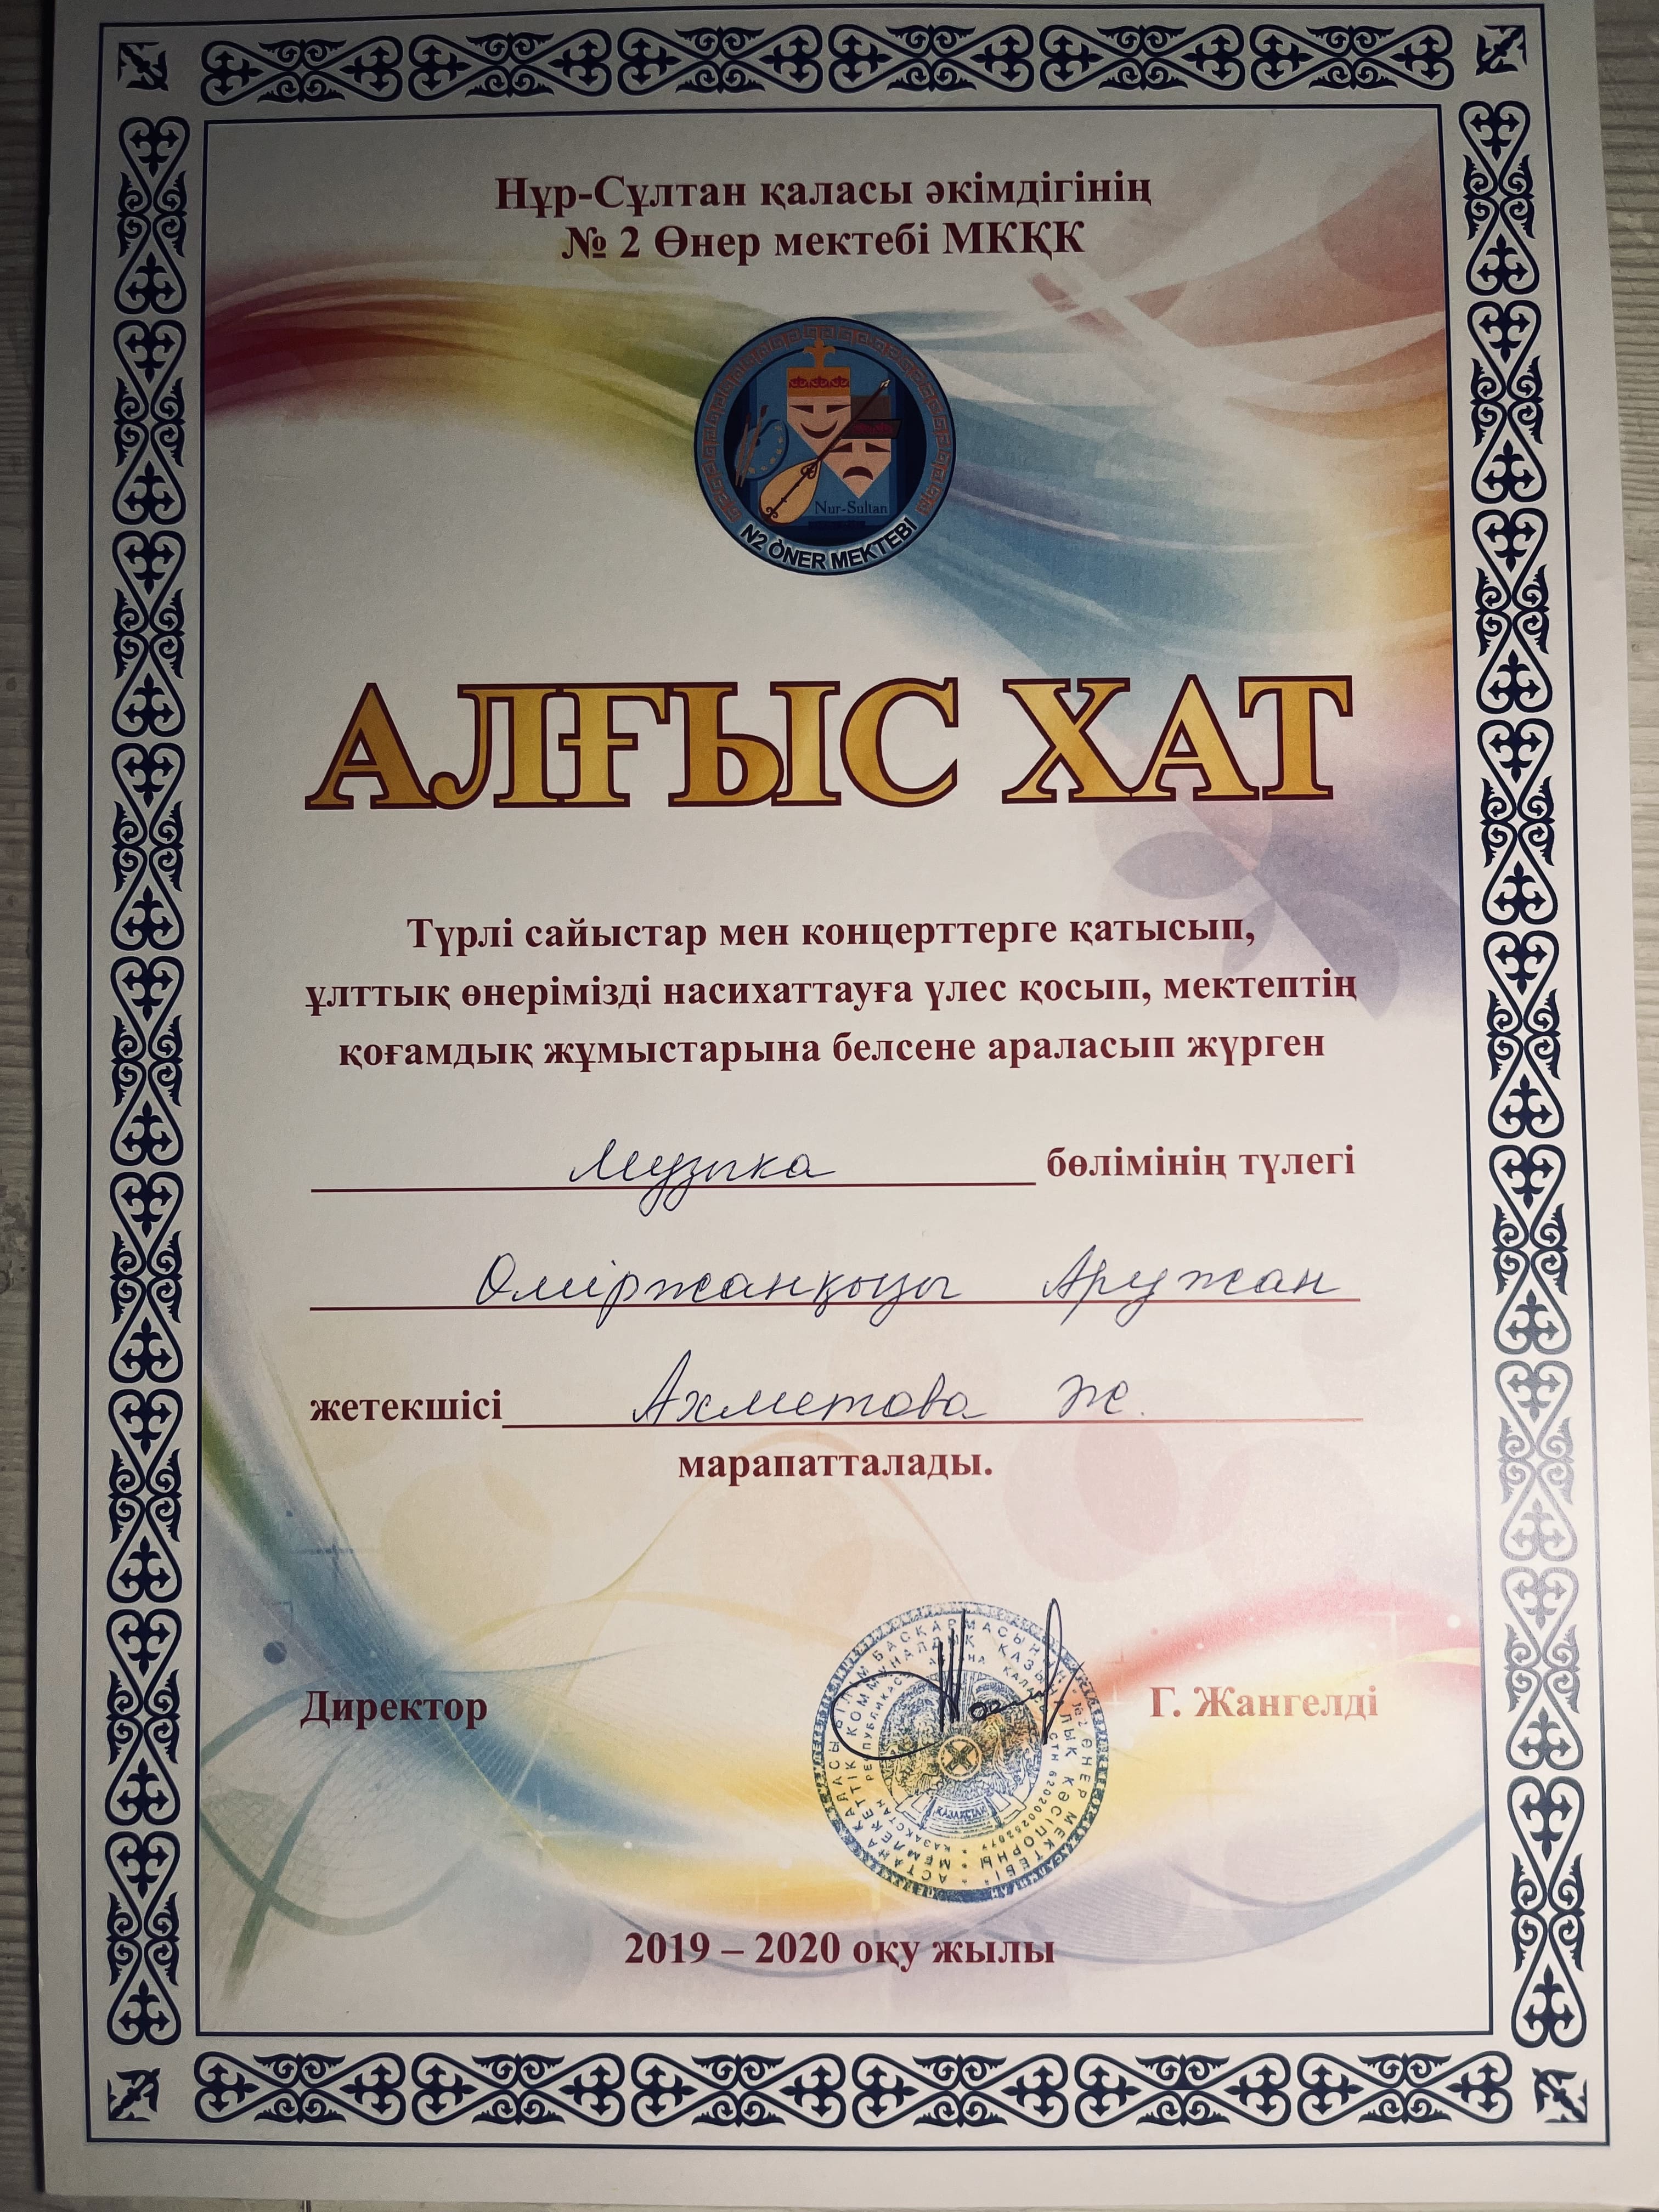 Нұр-Сұлтан қаласы әкімдігінің
№ 2 Өнер мектебі МКҚК
Nur-Sultan
N2 ÒNER MEKTEBI
АЛҒЫС ХАТ
Түрлі сайыстар мен концерттерге қатысып,
ұлттық өнерімізді насихаттауға үлес қосып, мектептің
қоғамдық жұмыстарына белсене араласып жүрген
Музыка бөлімінің түлегі
Өміржанқызы Аружан
жетекшісі Ахметова Ж.
марапатталады.
Директор
Г. Жангелді
ҚАЗАҚСТАН
2019 – 2020 оқу жылы